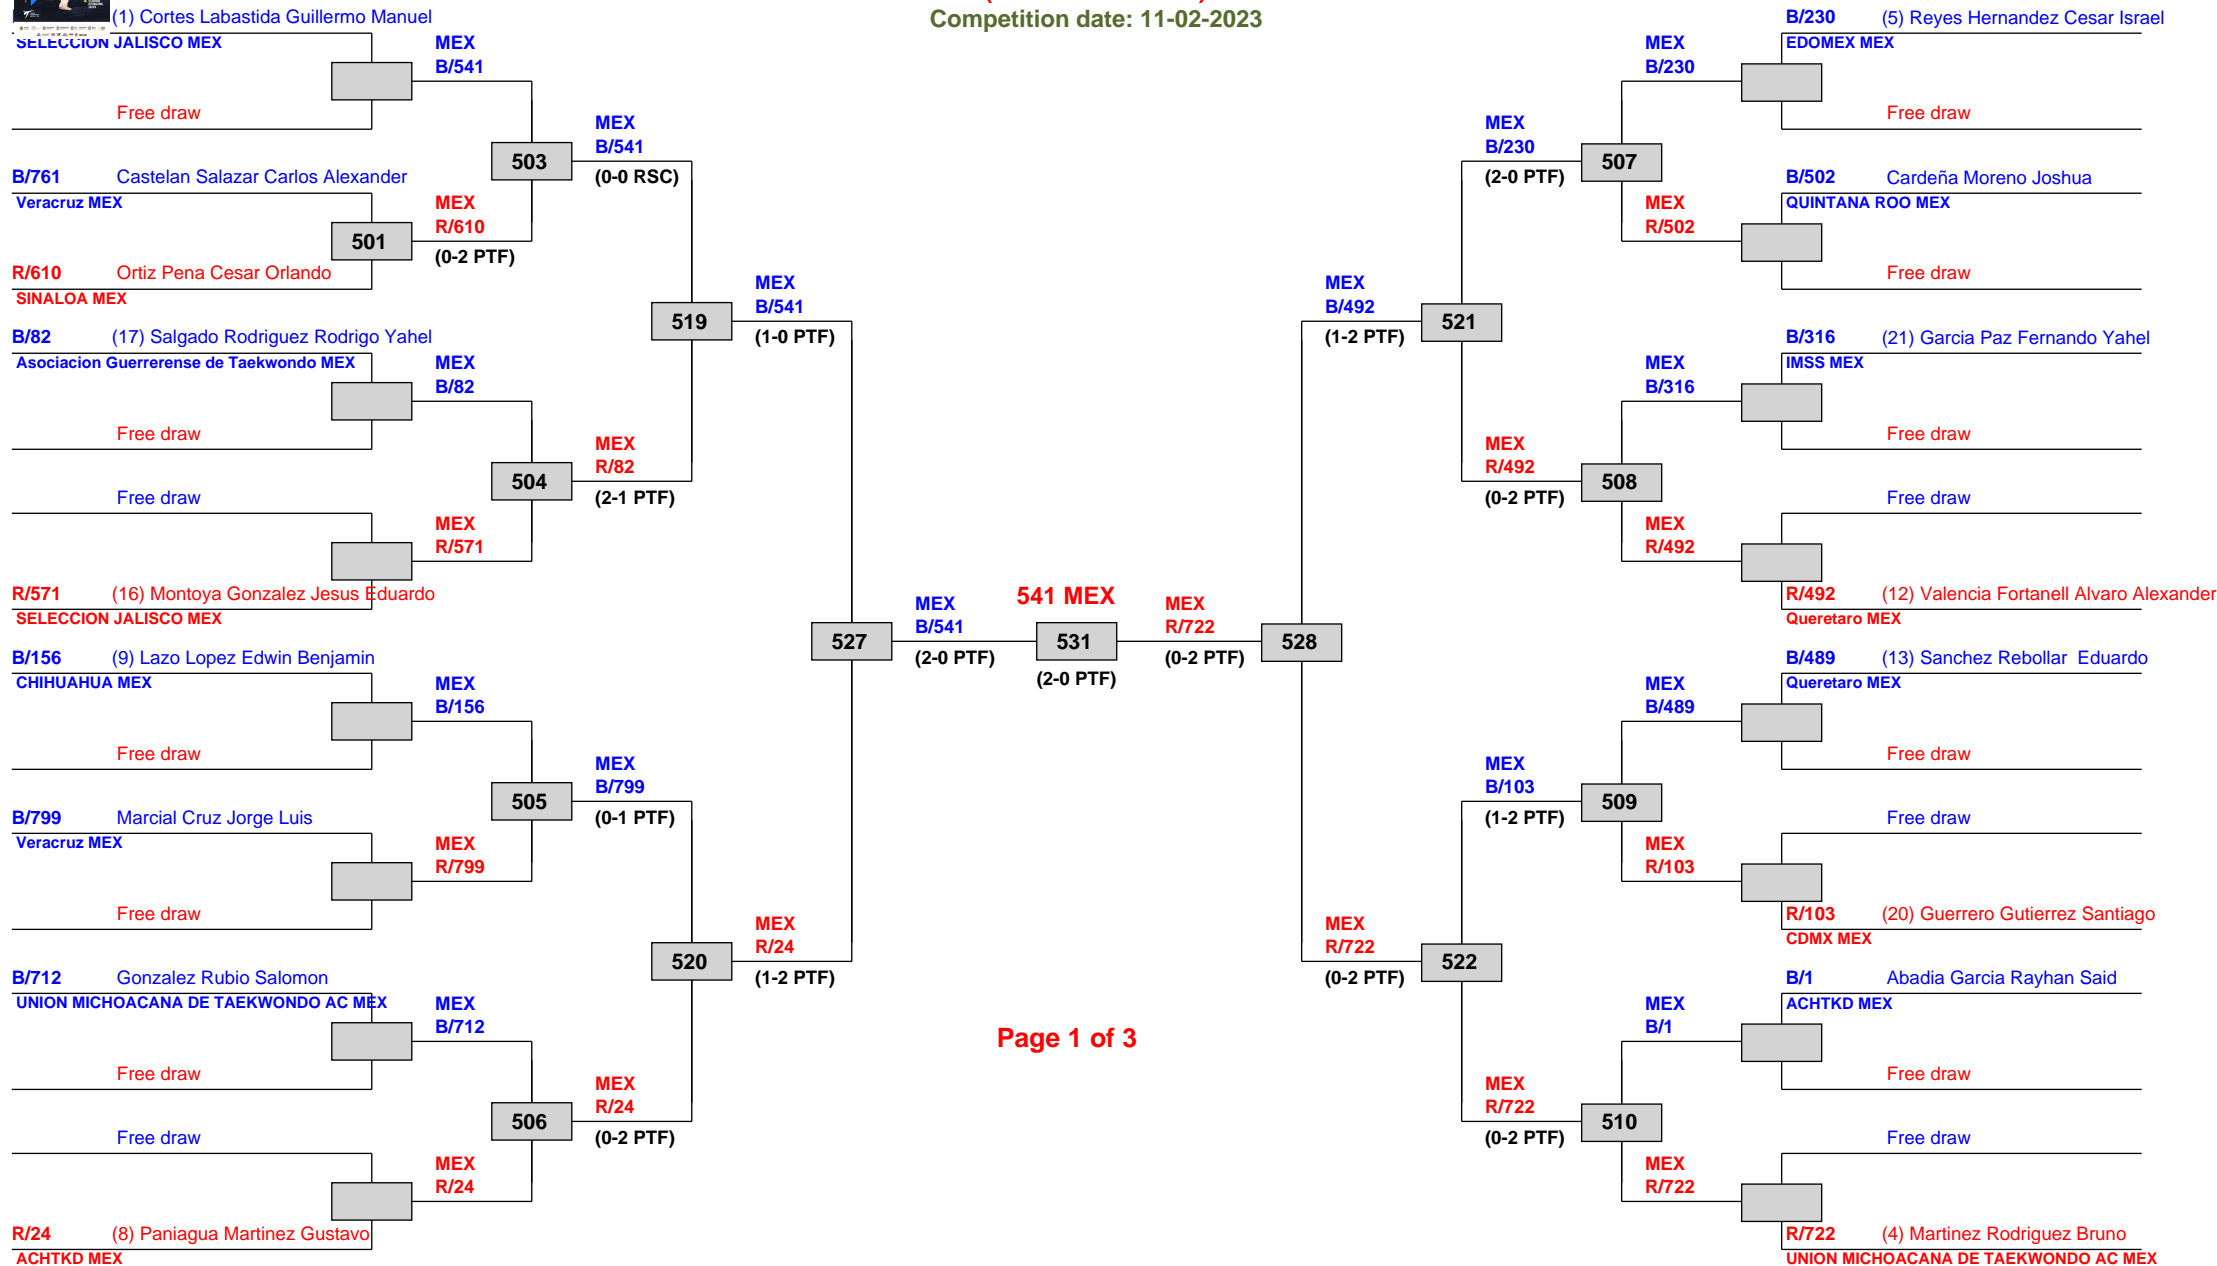 (1) Cortes Labastida Guillermo Manuel
SELECCION JALISCO MEX
Free draw
B/761 Castelan Salazar Carlos Alexander
Veracruz MEX
R/610 Ortiz Pena Cesar Orlando
SINALOA MEX
B/82 (17) Salgado Rodriguez Rodrigo Yahel
Asociacion Guerrerense de Taekwondo MEX
Free draw
Free draw
R/571 (16) Montoya Gonzalez Jesus Eduardo
SELECCION JALISCO MEX
B/156 (9) Lazo Lopez Edwin Benjamin
CHIHUAHUA MEX
Free draw
B/799 Marcial Cruz Jorge Luis
Veracruz MEX
Free draw
B/712 Gonzalez Rubio Salomon
UNION MICHOACANA DE TAEKWONDO AC MEX
Free draw
Free draw
R/24 (8) Paniagua Martinez Gustavo
ACHTKD MEX
501
MEX
B/541
MEX
R/610
(0-2 PTF)
MEX
B/82
MEX
R/571
MEX
B/156
MEX
R/799
MEX
B/712
MEX
R/24
503
504
505
506
MEX
B/541
(0-0 RSC)
MEX
R/82
(2-1 PTF)
MEX
B/799
(0-1 PTF)
MEX
R/24
(0-2 PTF)
519
520
MEX
B/541
(1-0 PTF)
MEX
R/24
(1-2 PTF)
527
MEX
B/541
(2-0 PTF)
Competition date: 11-02-2023
541 MEX
531
(2-0 PTF)
Page 1 of 3
MEX
R/722
(0-2 PTF)
528
MEX
B/492
(1-2 PTF)
MEX
R/722
(0-2 PTF)
521
522
MEX
B/230
(2-0 PTF)
MEX
R/492
(0-2 PTF)
MEX
B/103
(1-2 PTF)
MEX
R/722
(0-2 PTF)
507
508
509
510
MEX
B/230
MEX
R/502
MEX
B/316
MEX
R/492
MEX
B/489
MEX
R/103
MEX
B/1
MEX
R/722
B/230 (5) Reyes Hernandez Cesar Israel
EDOMEX MEX
Free draw
B/502 Cardeña Moreno Joshua
QUINTANA ROO MEX
Free draw
B/316 (21) Garcia Paz Fernando Yahel
IMSS MEX
Free draw
Free draw
R/492 (12) Valencia Fortanell Alvaro Alexander
Queretaro MEX
B/489 (13) Sanchez Rebollar Eduardo
Queretaro MEX
Free draw
Free draw
R/103 (20) Guerrero Gutierrez Santiago
CDMX MEX
B/1 Abadia Garcia Rayhan Said
ACHTKD MEX
Free draw
Free draw
R/722 (4) Martinez Rodriguez Bruno
UNION MICHOACANA DE TAEKWONDO AC MEX